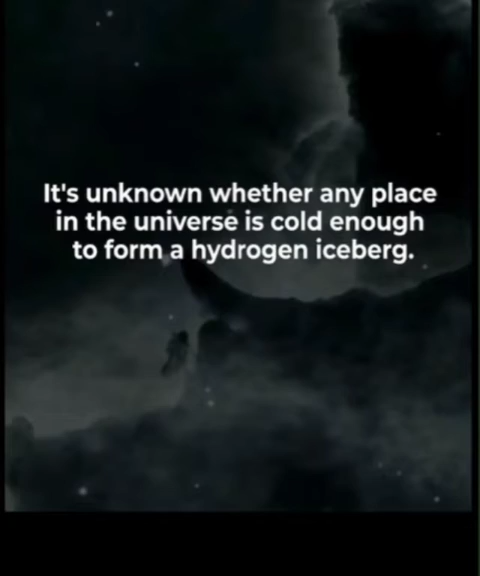 It's unknown whether any place
in the universe is cold enough
to form a hydrogen iceberg.